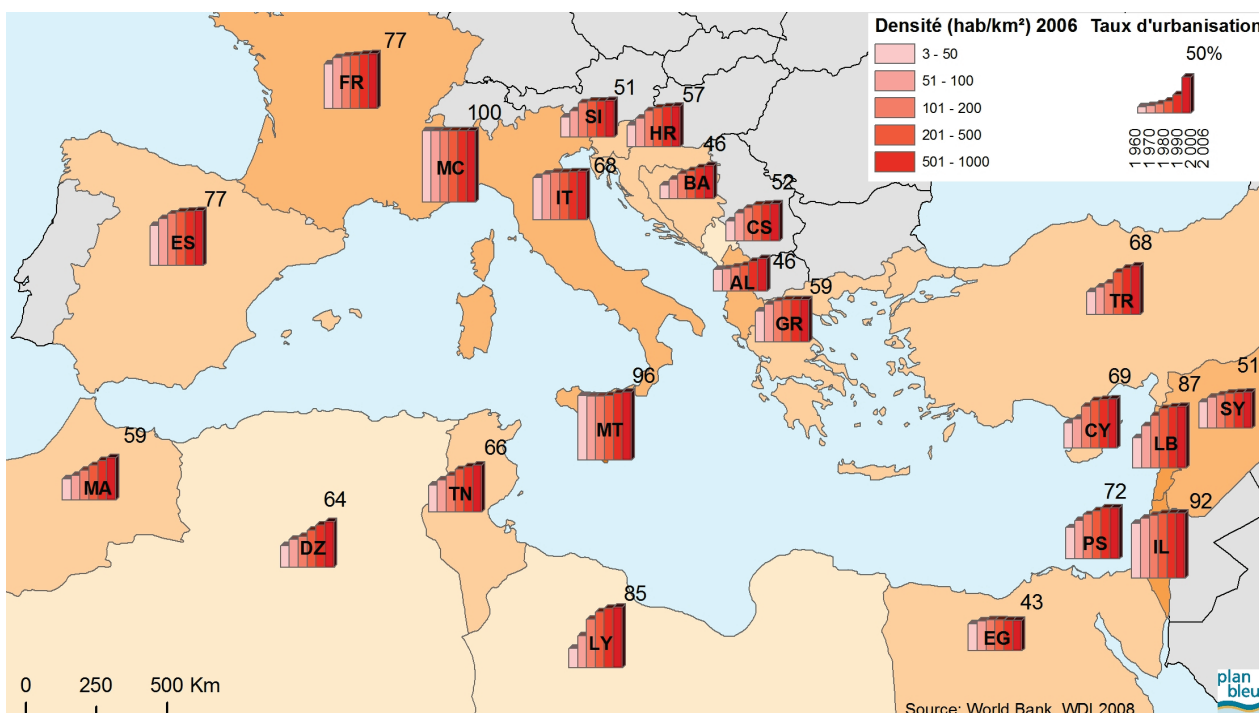 Densité (hab/km²) 2006
3 - 50
51 - 100
101 - 200
201 - 500
501 - 1000
Taux d'urbanisation
50%
1960
1970
1980
1990
2000
2006
77
FR
100
MC
51
SI
57
HR
68
IT
46
BA
52
CS
46
AL
59
GR
77
ES
68
TR
96
MT
69
CY
87
LB
51
SY
59
MA
64
DZ
66
TN
85
LY
72
PS
92
IL
43
EG
0 250 500 Km
Source: World Bank, WDI 2008
plan
bleu